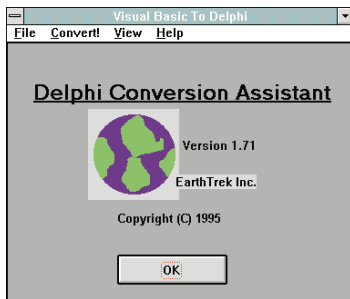 Visual Basic To Delphi
File Convert! View Help
Delphi Conversion Assistant
Version 1.71
EarthTrek Inc.
Copyright (C) 1995
OK